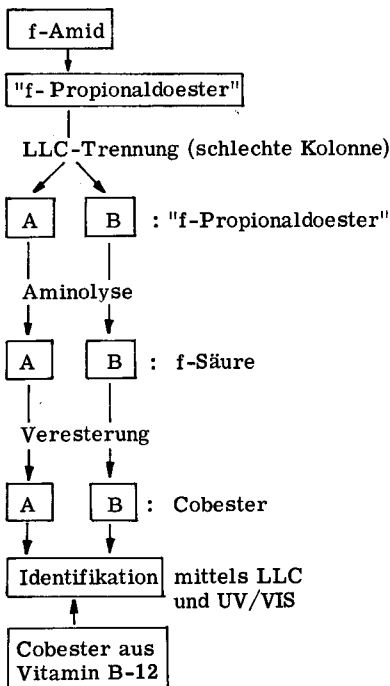 f-Amid
"f-Propionaldoester"
LLC-Trennung (schlechte Kolonne)
A B : "f-Propionaldoester"
Aminolyse
A B : f-Säure
Veresterung
A B : Cobester
Identifikation mittels LLC
und UV/VIS
Cobester aus
Vitamin B-12